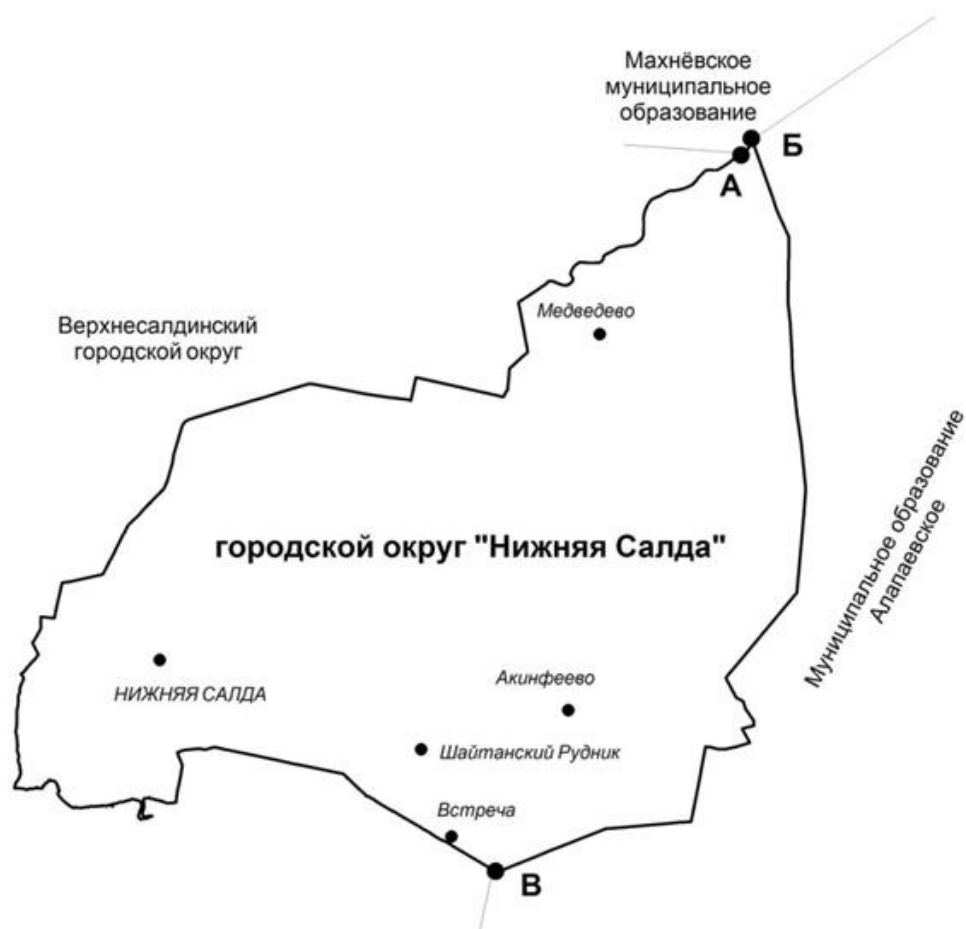 Махнёвское
муниципальное
образование
Б
А
Медведево
Верхнесалдинский
городской округ
Муниципальное образование
Алапаевское
городской округ "Нижняя Салда"
Акинфеево
НИЖНЯЯ САЛДА
Шайтанский Рудник
Встреча
В